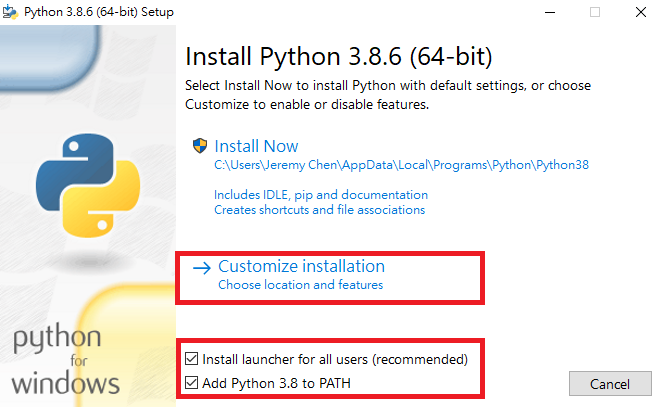 Python 3.8.6 (64-bit) Setup
Install Python 3.8.6 (64-bit)
Select Install Now to install Python with default settings, or choose
Customize to enable or disable features.
Install Now
C:\Users\Jeremy Chen\AppData\Local\Programs\Python\Python38
Includes IDLE, pip and documentation
Creates shortcuts and file associations
Customize installation
Choose location and features
python
for
windows
Install launcher for all users (recommended)
Add Python 3.8 to PATH
Cancel